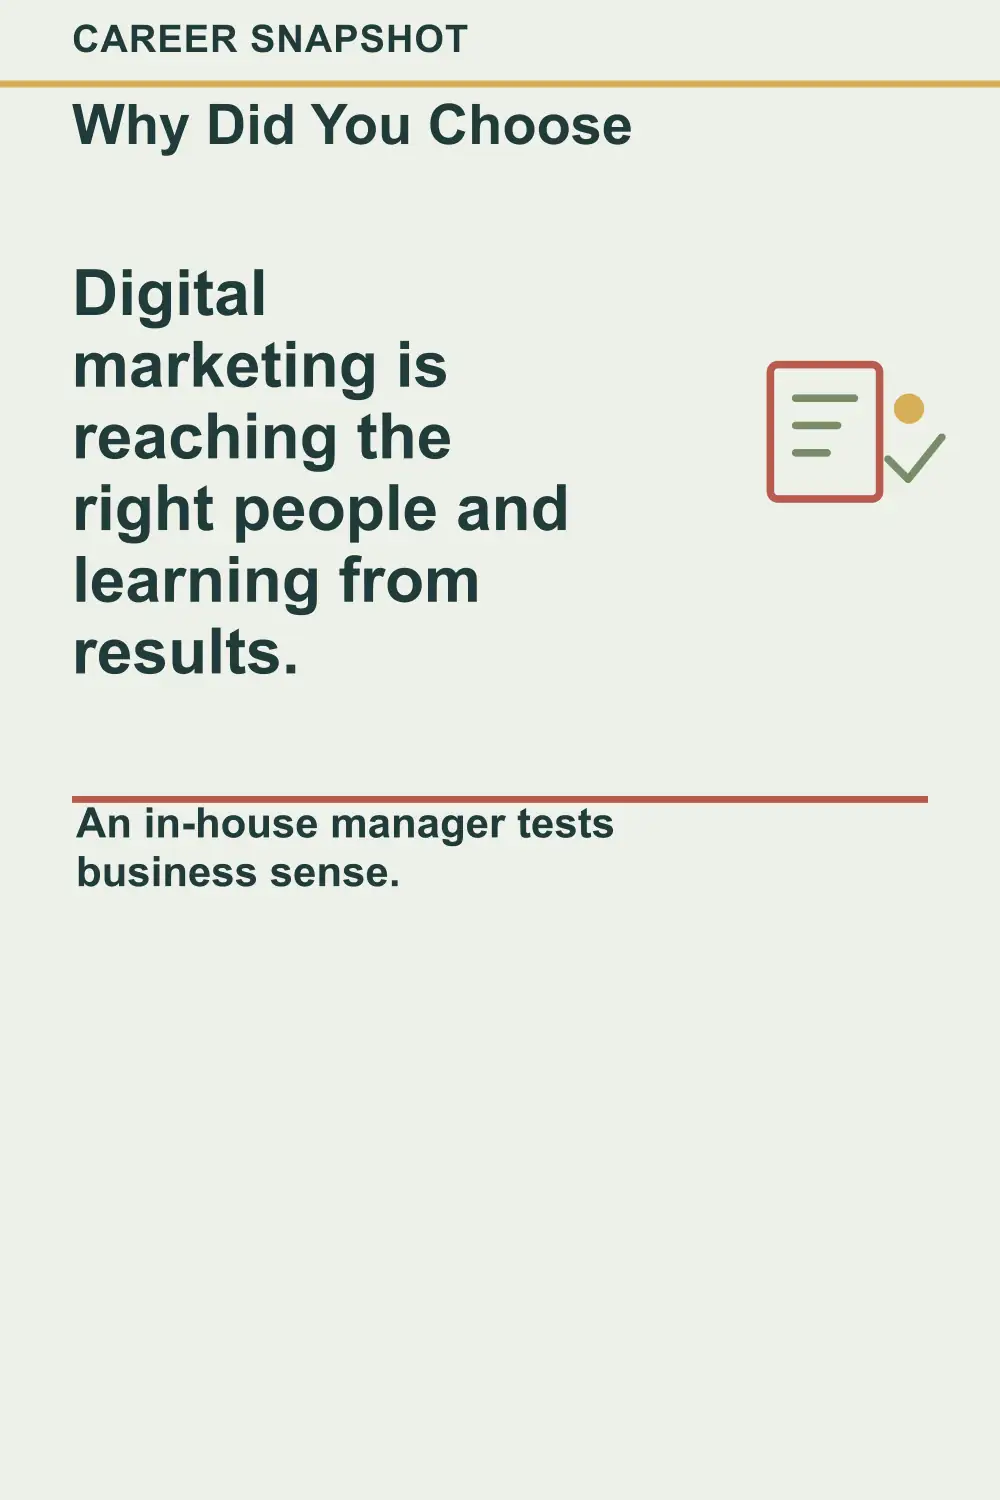 CAREER SNAPSHOT
Why Did You Choose
Digital
marketing is
reaching the
right people and
learning from
results.
An in-house manager tests
business sense.